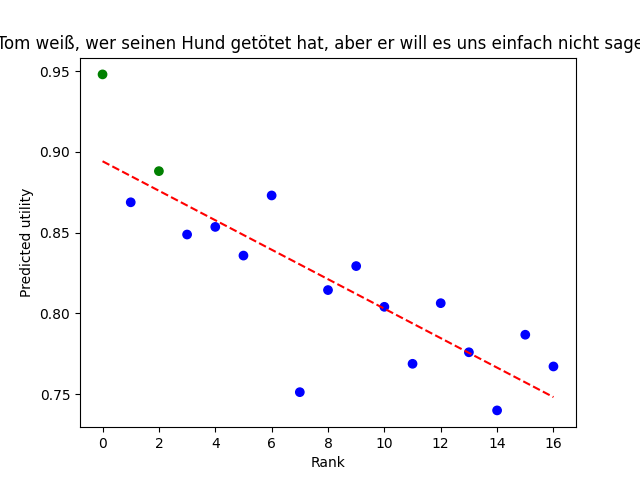 Tom weiß, wer seinen Hund getötet hat, aber er will es uns einfach nicht sage
0.95
0.90
0.85
0.80
0.75
Predicted utility
0 2 4 6 8 10 12 14 16
Rank